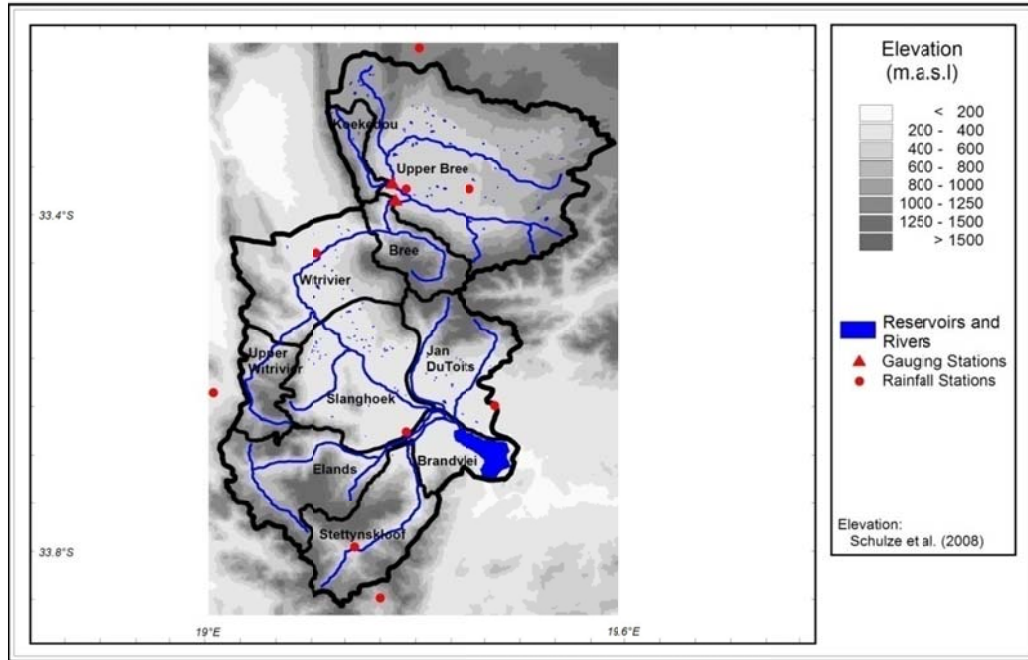 Elevation
(m.a.s.l)
< 200
200 - 400
400 - 600
600 - 800
800 - 1000
1000 - 1250
1250 - 1500
> 1500
Reservoirs and
Rivers
Gauging Stations
Rainfall Stations
Elevation:
Schulze et al. (2008)
Koekedou
Upper Bree
33.4°S
Bree
Witrivier
Upper
Witrivier
Jan
DuToits
Slanghoek
Brandvlei
Elands
Stettynskloof
33.8°S
19°E
19.6°E